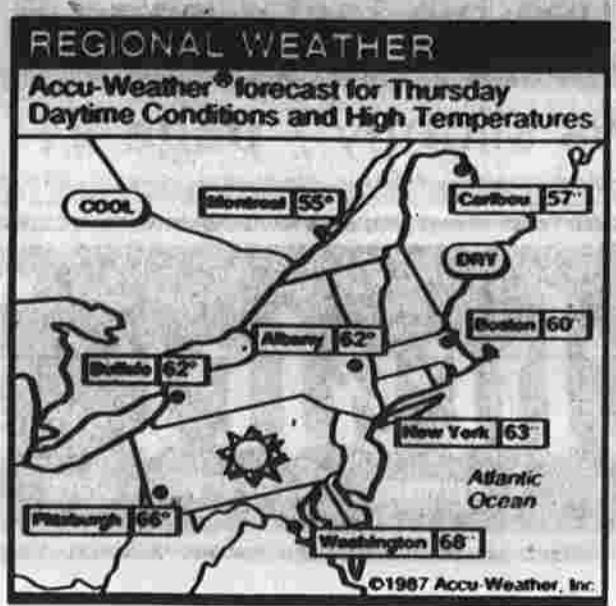 REGIONAL WEATHER
Accu-Weather® forecast for Thursday
Daytime Conditions and High Temperatures
COOL
Montreal 55°
Caribou 57°
DRY
Boston 60°
Albany 62°
Buffalo 62°
New York 63°
Atlantic
Ocean
Pittsburgh 66°
Washington 68°
©1987 Accu-Weather, Inc.